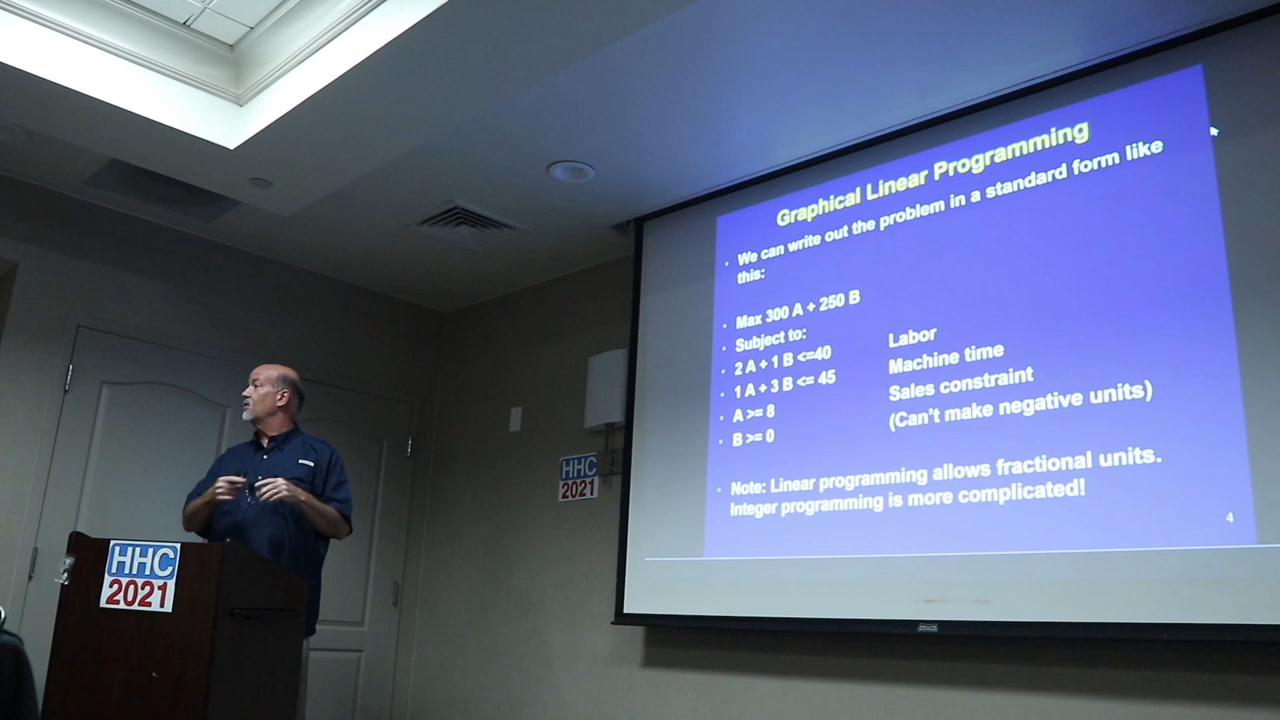 Graphical Linear Programming
We can write out the problem in a standard form like
this:
Max 300 A + 250 B
Subject to:
2 A + 1 B <=40 Labor
1 A + 3 B <= 45 Machine time
A >= 8 Sales constraint
B >= 0 (Can't make negative units)
Note: Linear programming allows fractional units.
Integer programming is more complicated!
4
HHC
2021
HHC
2021